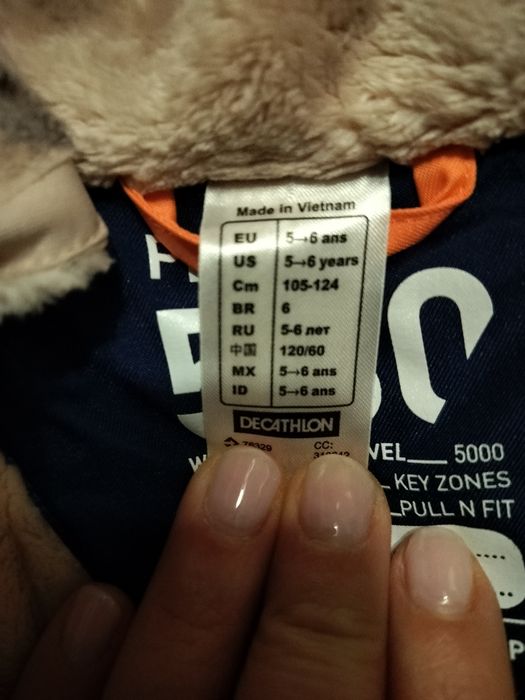 Made in Vietnam
EU 5→6 ans
US 5→6 years
Cm 105-124
BR 6
RU 5-6 лет
中国 120/60
MX 5→6 ans
ID 5→6 ans
DECATHLON
CC:
5000
KEY ZONES
PULL N FIT